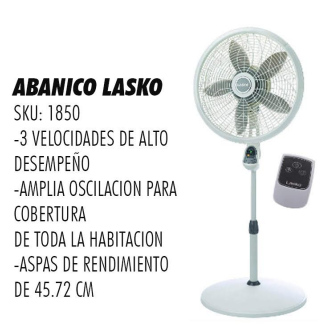 ABANICO LASKO
SKU: 1850
-3 VELOCIDADES DE ALTO
DESEMPEÑO
-AMPLIA OSCILACION PARA
COBERTURA
DE TODA LA HABITACION
-ASPAS DE RENDIMIENTO
DE 45.72 CM
LASKO